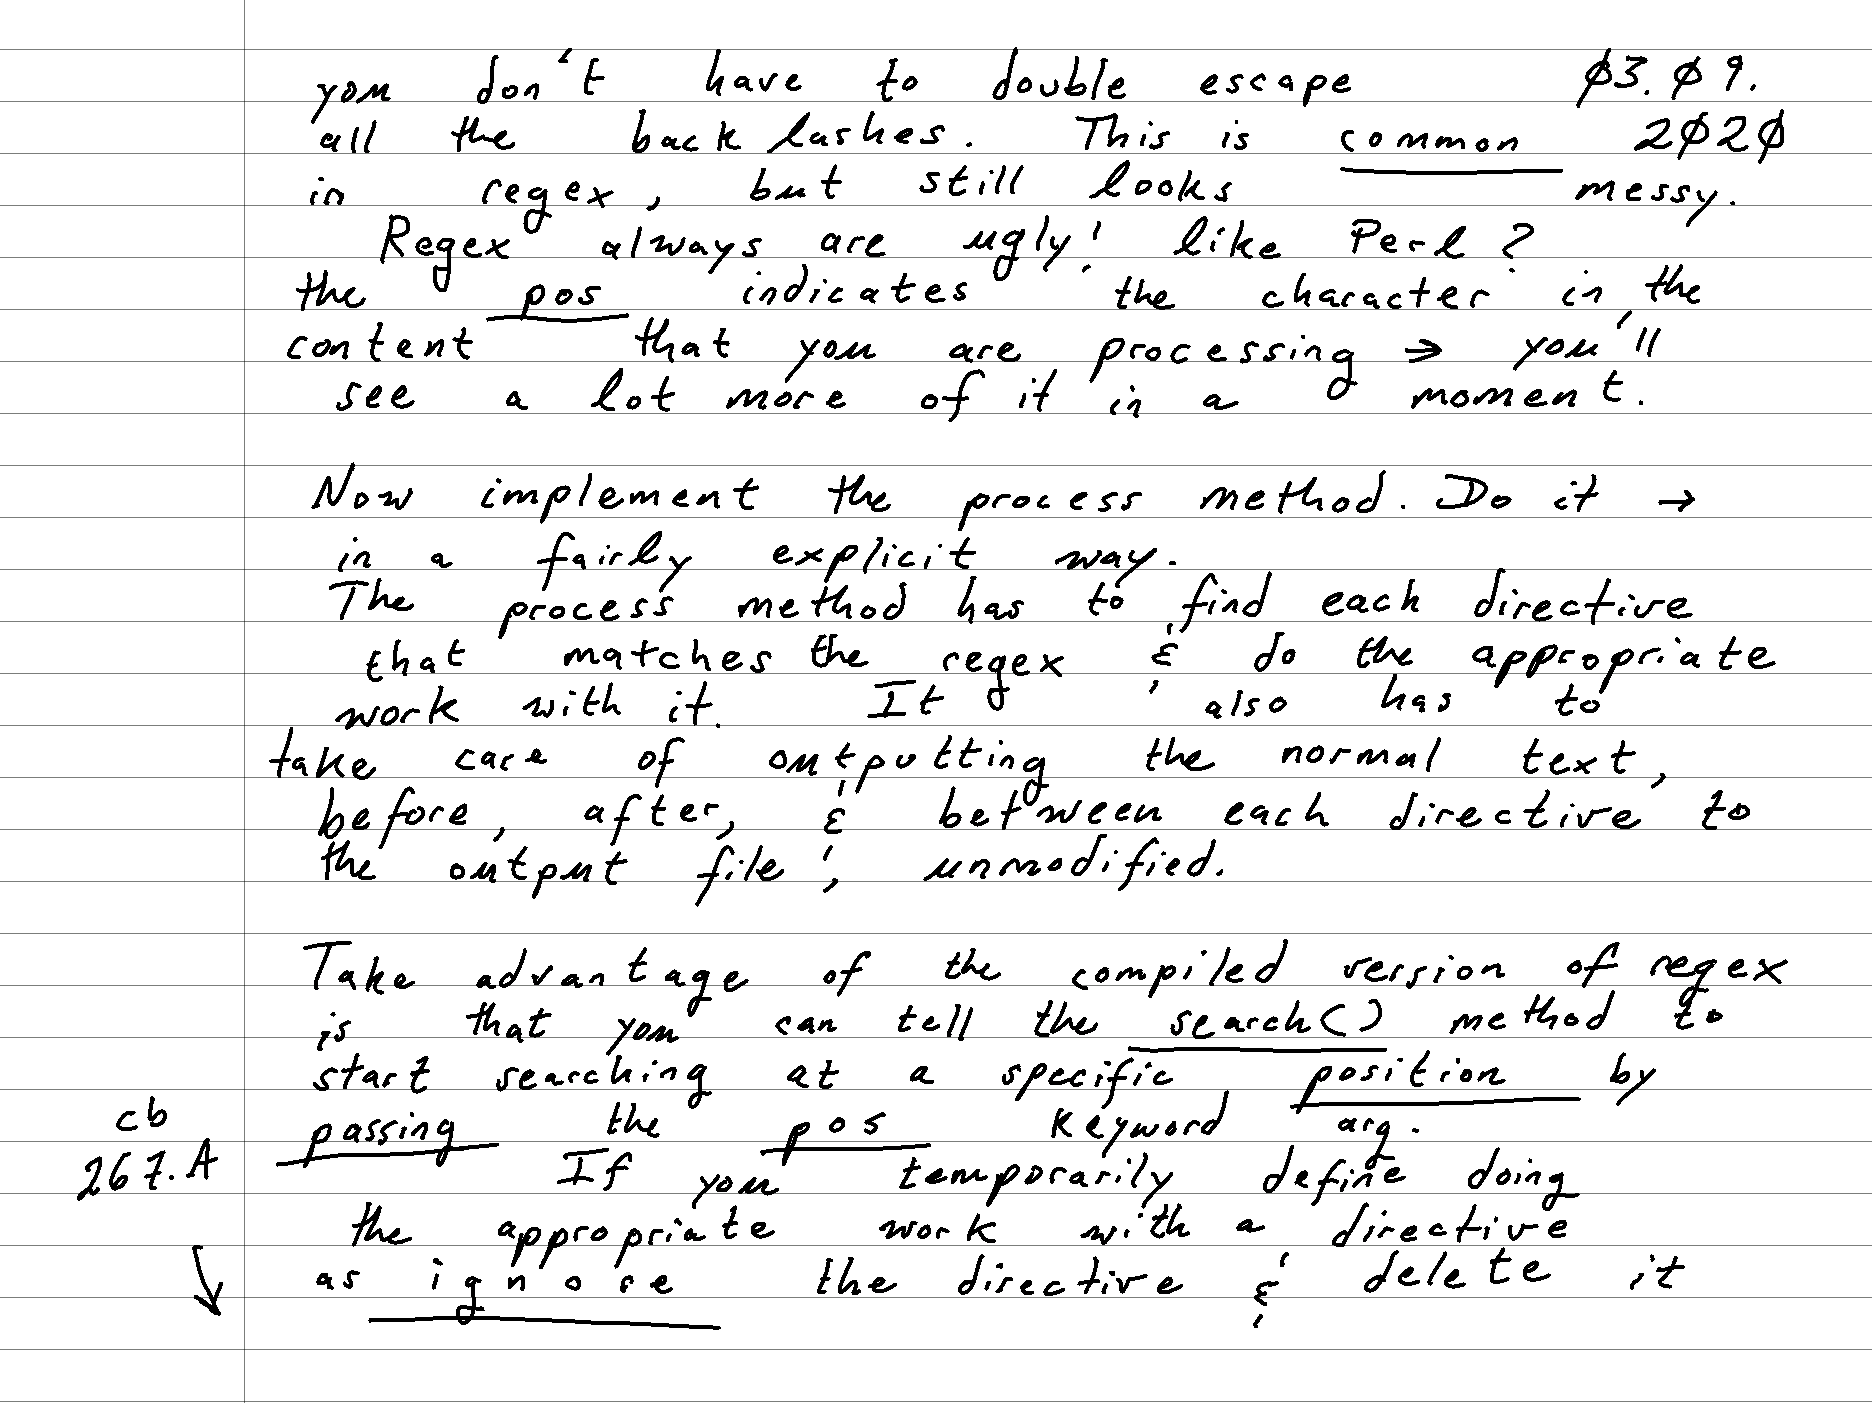 you don't have to double escape ø3.ø9.
all the back lashes. This is common 2ø2ø
in regex, but still looks messy.
Regex always are ugly! like Perl?
the pos indicates the character in the
content that you are processing → you'll
see a lot more of it in a moment.
Now implement the process method. Do it →
in a fairly explicit way.
The process method has to find each directive
that matches the regex & do the appropriate
work with it. It also has to
take care of outputting the normal text,
before, after, & between each directive to
the output file, unmodified.
Take advantage of the compiled version of regex
is that you can tell the search() method to
start searching at a specific position by
cb
passing the pos keyword arg.
267.A
If you temporarily define doing
the appropriate work with a directive
↓ as ignore the directive & delete it